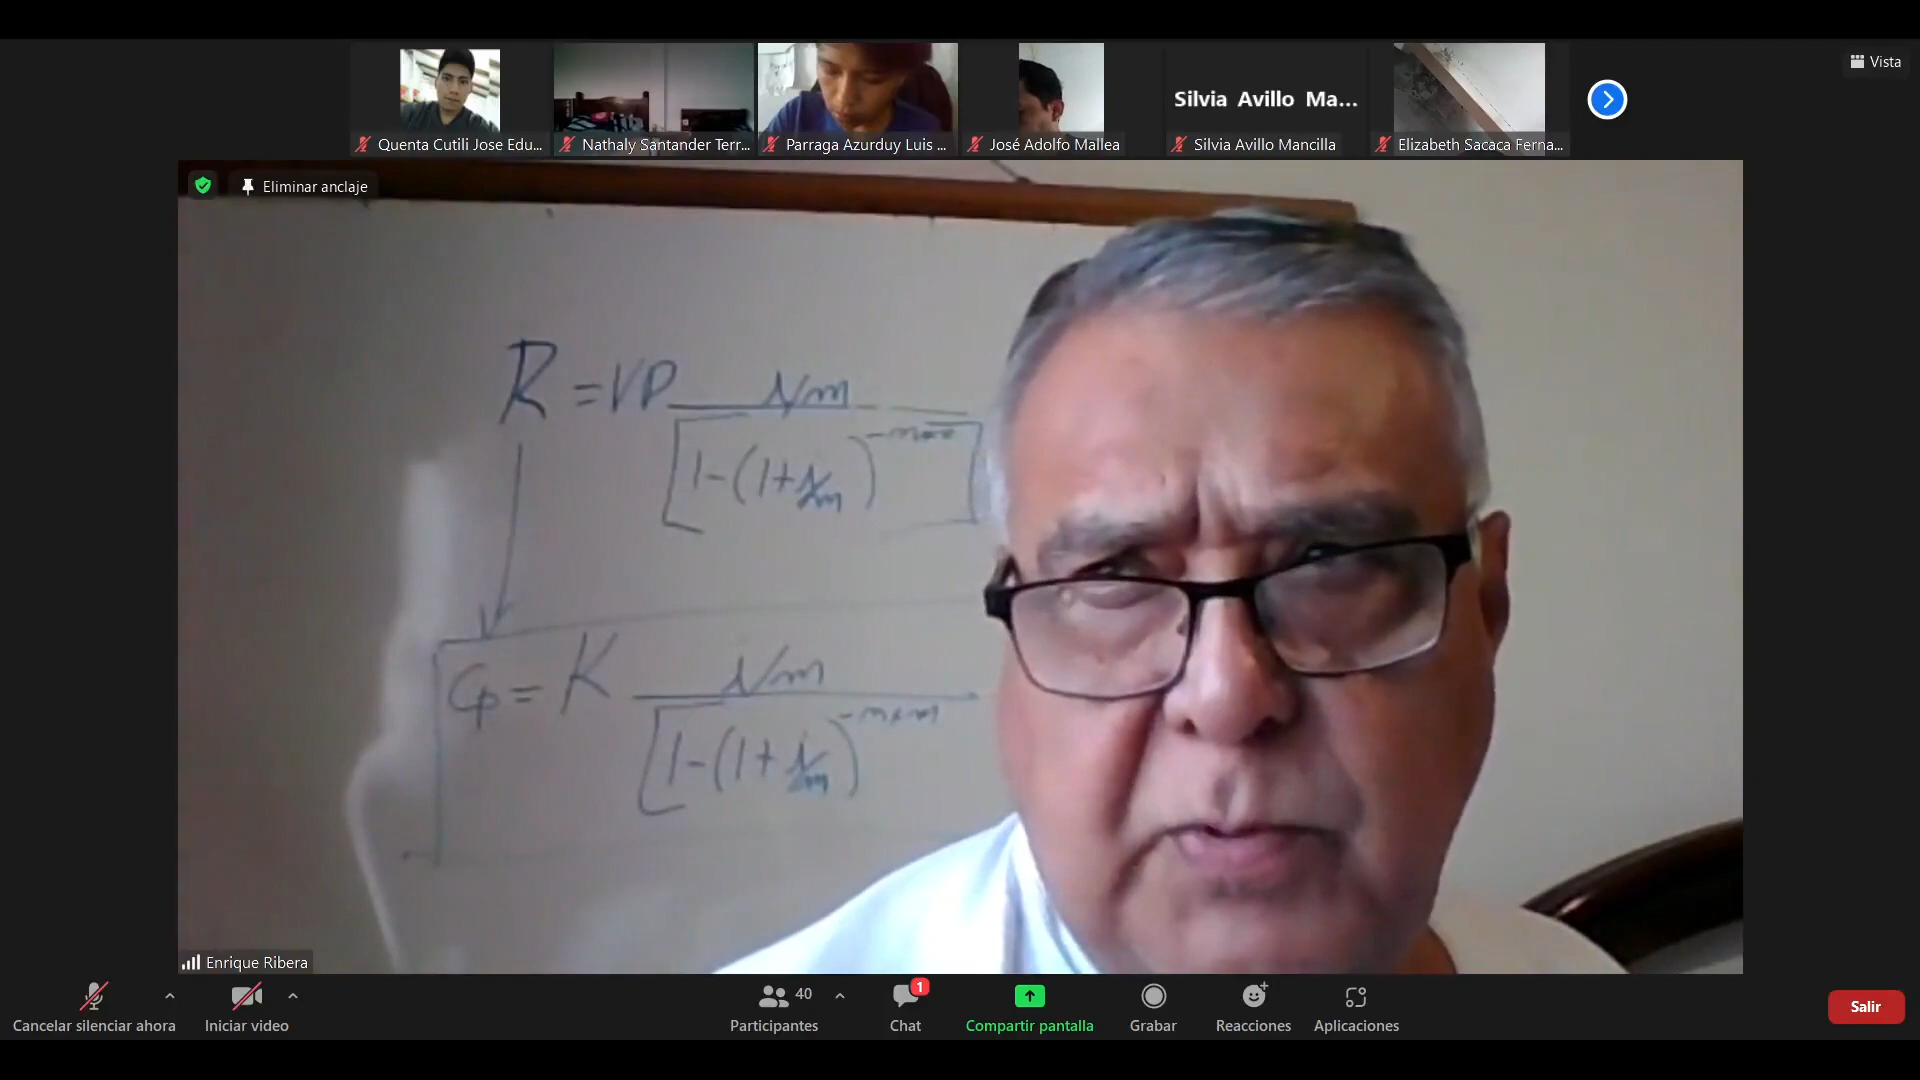 Vista
Silvia Avillo Ma...
Quenta Cutili Jose Edu...
Nathaly Santander Terr...
Parraga Azurduy Luis ...
José Adolfo Mallea
Silvia Avillo Mancilla
Elizabeth Sacaca Ferna...
Eliminar anclaje
R = VP
[1-(1+
Cp = K
-m*m
[1-(1+
Enrique Ribera
Cancelar silenciar ahora
Iniciar video
Participantes
40
Chat
1
Compartir pantalla
Grabar
Reacciones
Aplicaciones
Salir